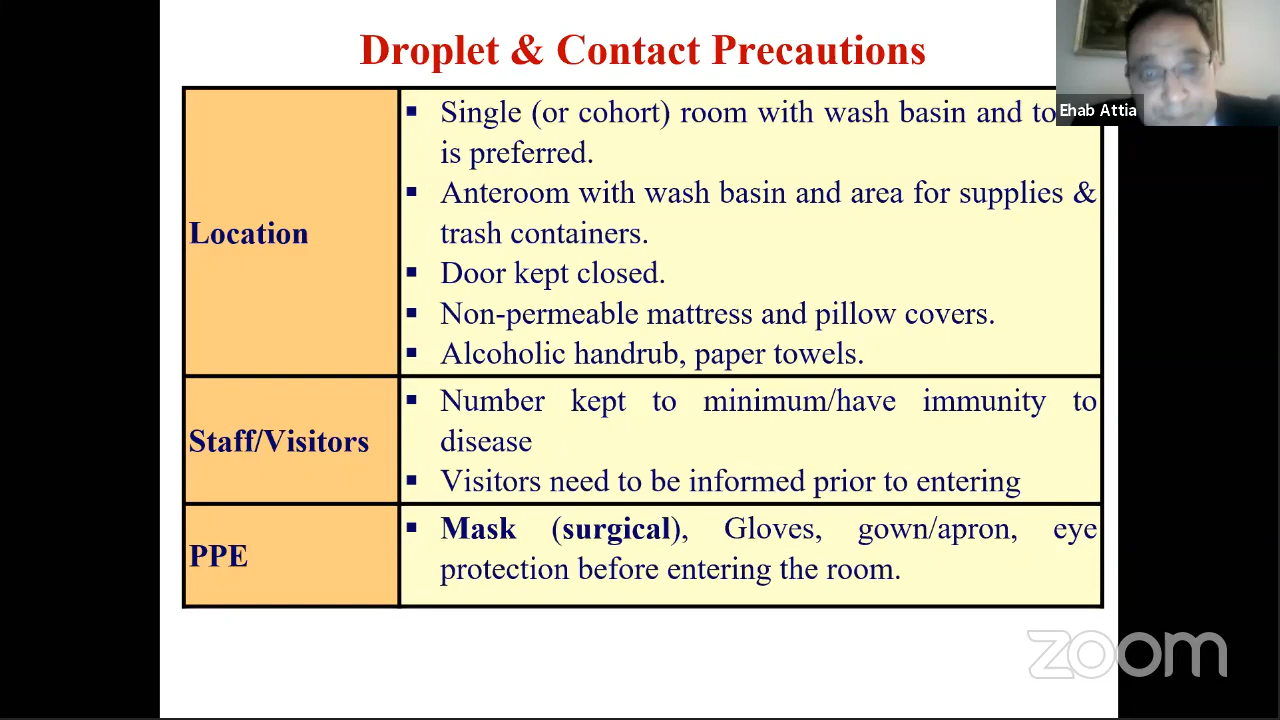 Droplet & Contact Precautions
Ehab Attia
Location
▪ Single (or cohort) room with wash basin and
is preferred.
▪ Anteroom with wash basin and area for supplies &
trash containers.
▪ Door kept closed.
▪ Non-permeable mattress and pillow covers.
▪ Alcoholic handrub, paper towels.
Staff/Visitors
▪ Number kept to minimum/have immunity to
disease
▪ Visitors need to be informed prior to entering
PPE
▪ Mask (surgical), Gloves, gown/apron, eye
protection before entering the room.
zoom